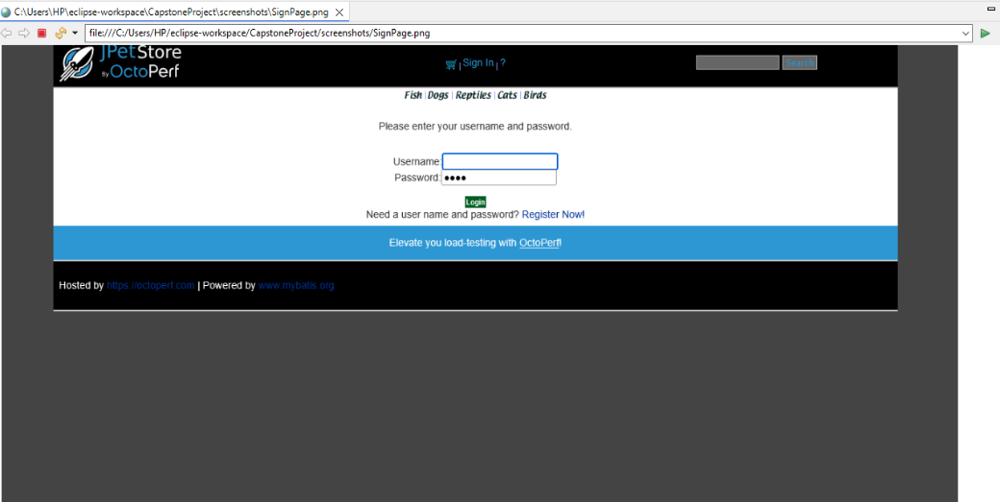 C:\Users\HP\eclipse-workspace\CapstoneProject\screenshots\SignPage.png
file:///C:/Users/HP/eclipse-workspace/CapstoneProject/screenshots/SignPage.png
JPetStore
By OctoPerf
| Sign In | ?
Search
Fish | Dogs | Reptiles | Cats | Birds
Please enter your username and password.
Username:
Password:
Login
Need a user name and password? Register Now!
Elevate you load-testing with OctoPerf!
Hosted by https://octoperf.com | Powered by www.mybatis.org